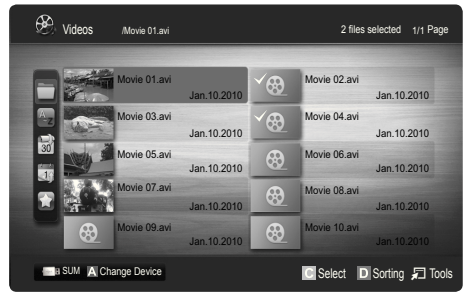 Videos /Movie 01.avi 2 files selected 1/1 Page
Movie 01.avi Movie 02.avi
Jan.10.2010 Jan.10.2010
Movie 03.avi Movie 04.avi
Jan.10.2010 Jan.10.2010
30
Movie 05.avi Movie 06.avi
Jan.10.2010 Jan.10.2010
1
Movie 07.avi Movie 08.avi
Jan.10.2010 Jan.10.2010
Movie 09.avi Movie 10.avi
Jan.10.2010 Jan.10.2010
SUM A Change Device C Select D Sorting Tools